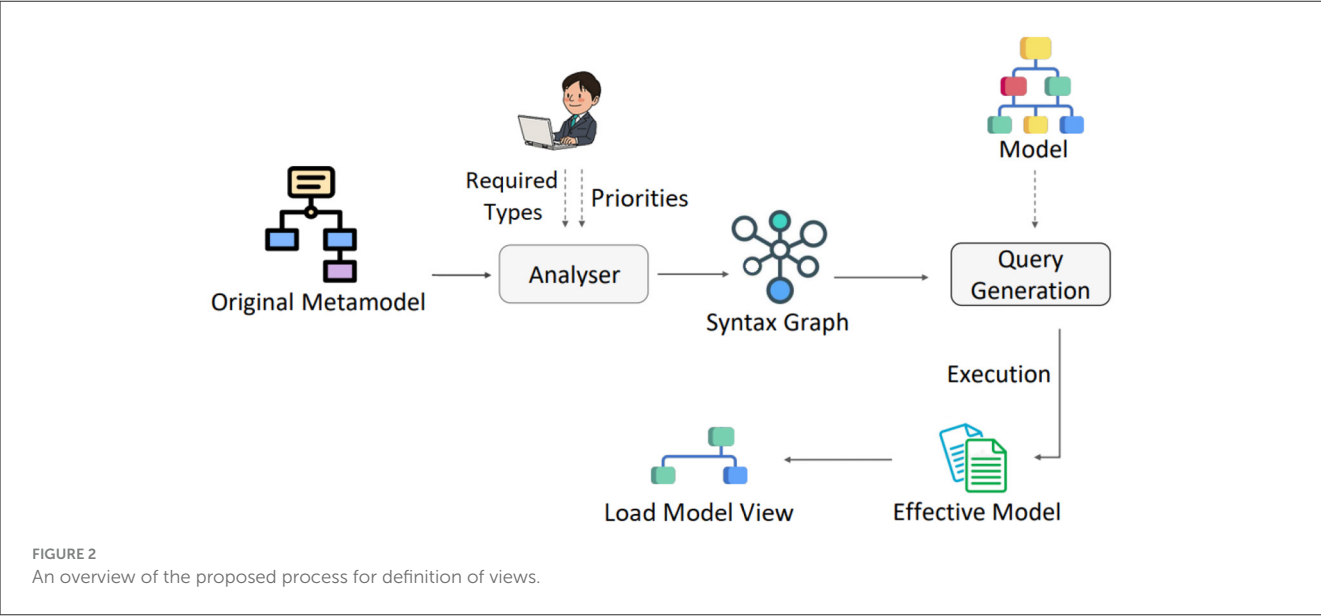 Model
Required
Types
Priorities
Original Metamodel
Analyser
Syntax Graph
Query
Generation
Execution
Load Model View
Effective Model
FIGURE 2
An overview of the proposed process for definition of views.